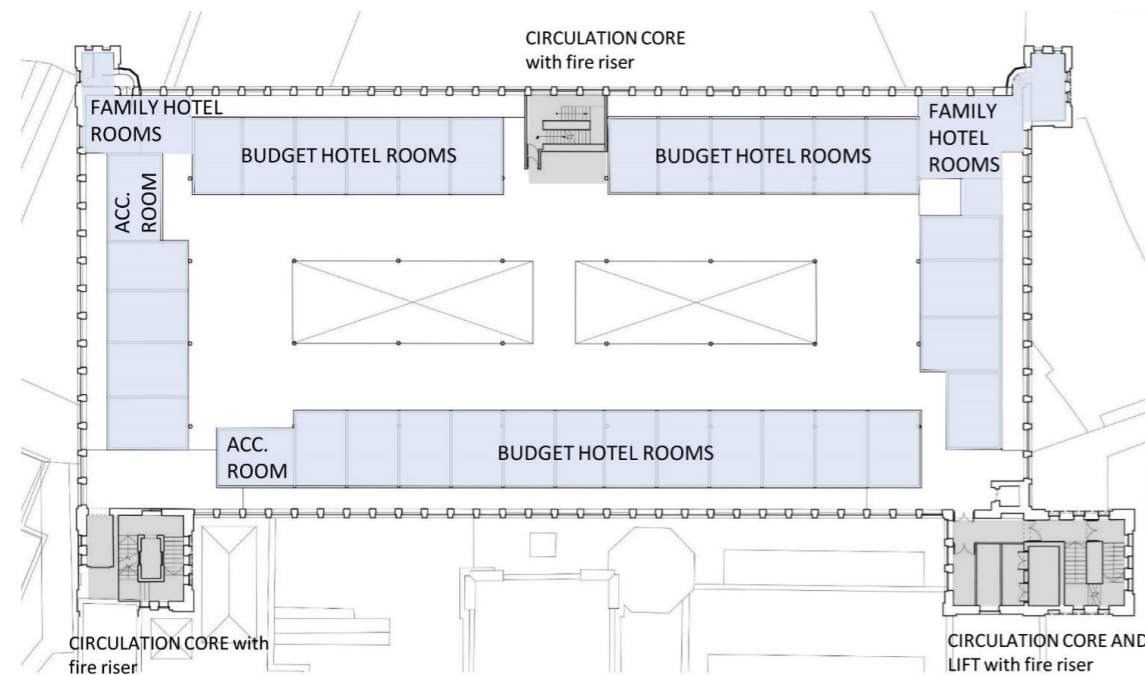 CIRCULATION CORE
with fire riser
FAMILY HOTEL
ROOMS
BUDGET HOTEL ROOMS
BUDGET HOTEL ROOMS
FAMILY
HOTEL
ROOMS
ACC.
ROOM
ACC.
ROOM
BUDGET HOTEL ROOMS
CIRCULATION CORE with
fire riser
CIRCULATION CORE AND
LIFT with fire riser